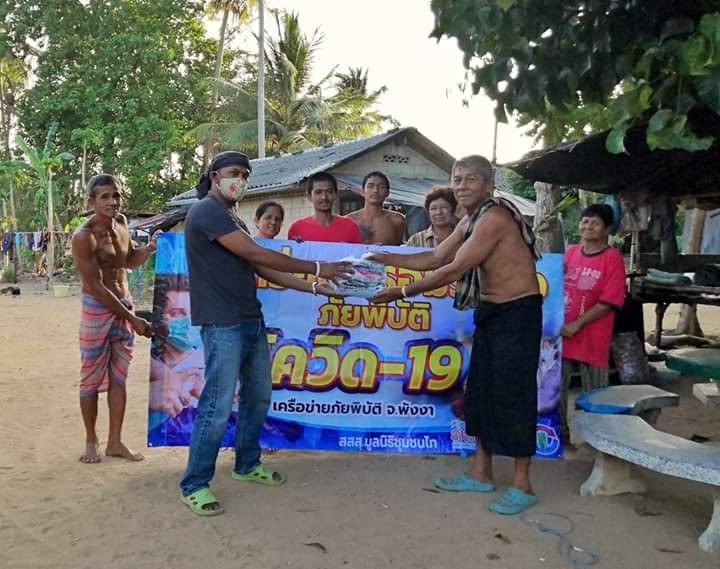 ภัยพิบัติ
โควิด-19
เครือข่ายภัยพิบัติ จ.พังงา
สสส.มูลนิธิชุมชนไท